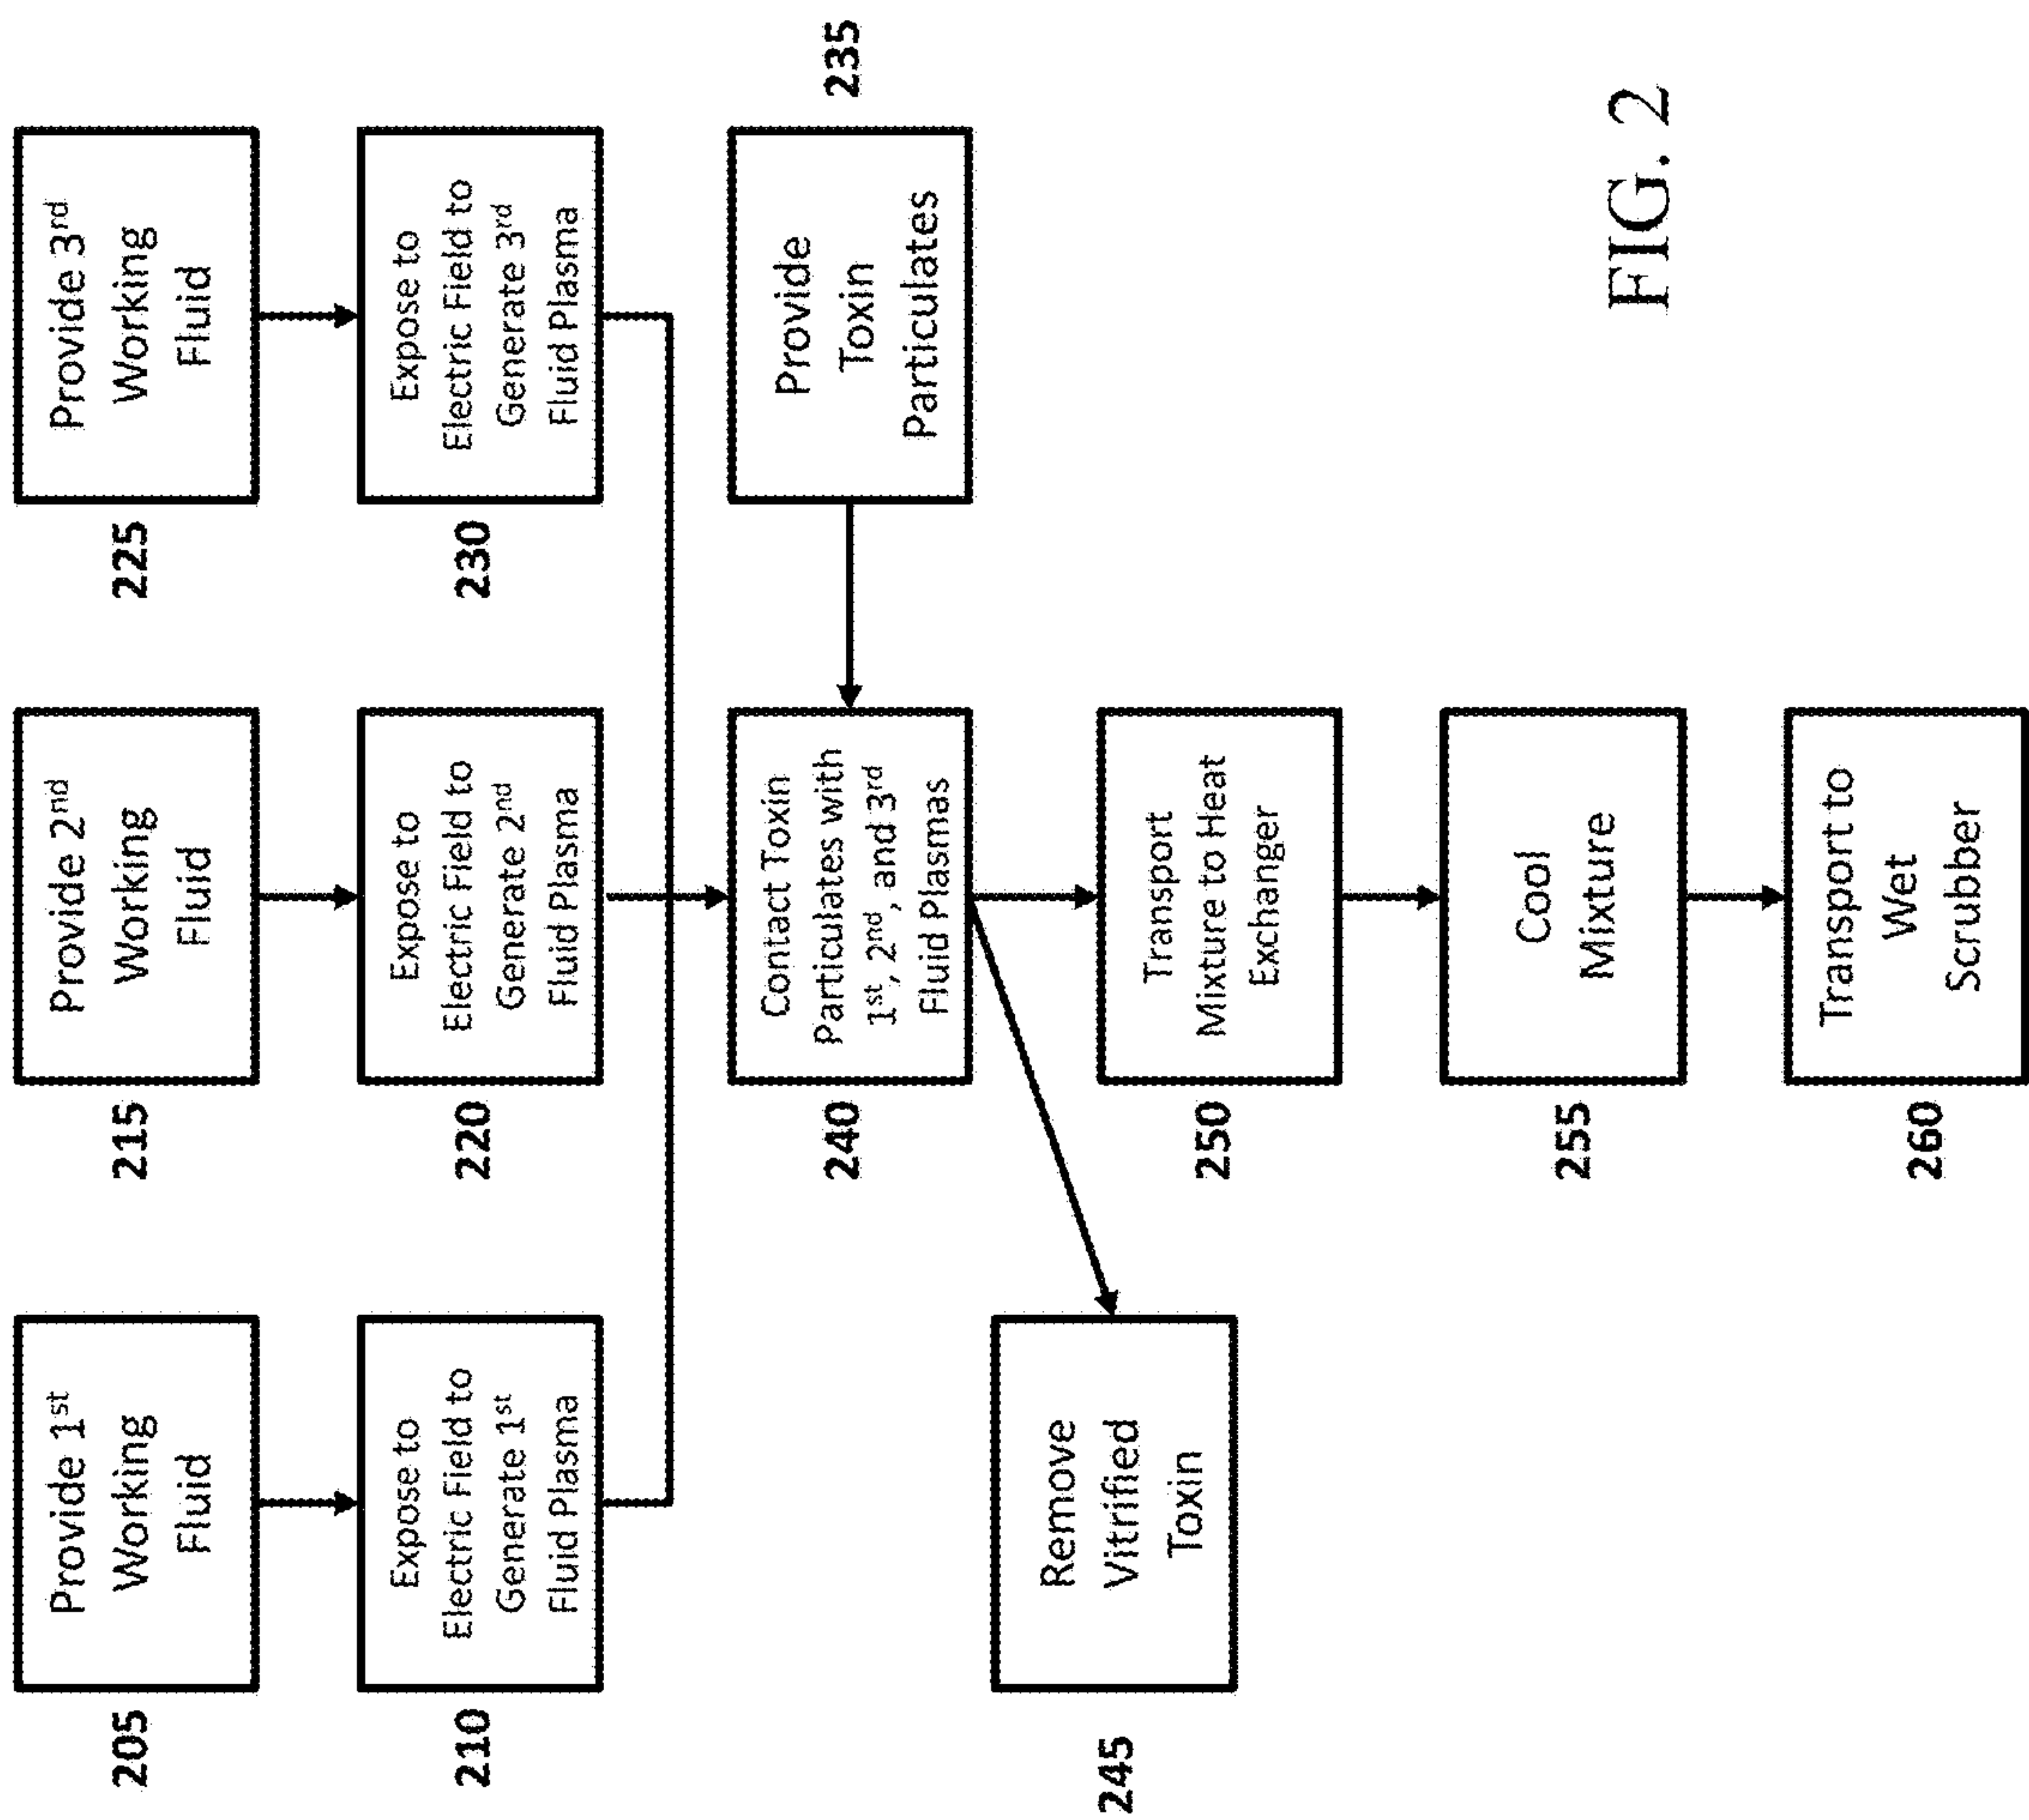 205
Provide 1st
Working
Fluid
215
Provide 2nd
Working
Fluid
225
Provide 3rd
Working
Fluid
210
Expose to
Electric Field to
Generate 1st
Fluid Plasma
220
Expose to
Electric Field to
Generate 2nd
Fluid Plasma
230
Expose to
Electric Field to
Generate 3rd
Fluid Plasma
240
Contact Toxin
Particulates with
1st, 2nd, and 3rd
Fluid Plasmas
Provide
Toxin
Particulates
235
245
Remove
Vitrified
Toxin
250
Transport
Mixture to Heat
Exchanger
255
Cool
Mixture
260
Transport to
Wet
Scrubber
FIG. 2